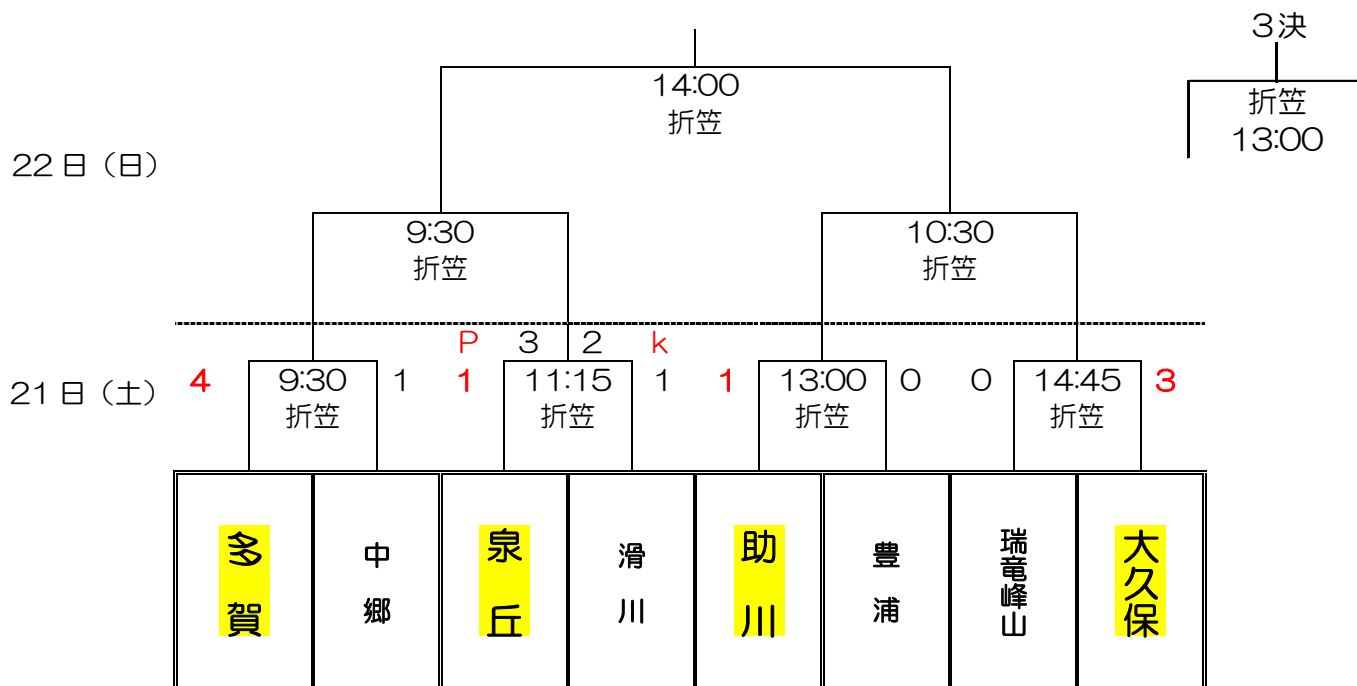 3決
14:00
折笠
折笠
13:00
22日（日）
9:30
折笠
10:30
折笠
P 3 2 k
21日（土） 4 9:30 1 1 11:15 1 1 13:00 0 0 14:45 3
折笠 折笠 折笠 折笠
多賀
中郷
泉丘
滑川
助川
豊浦
瑞竜峰山
大久保